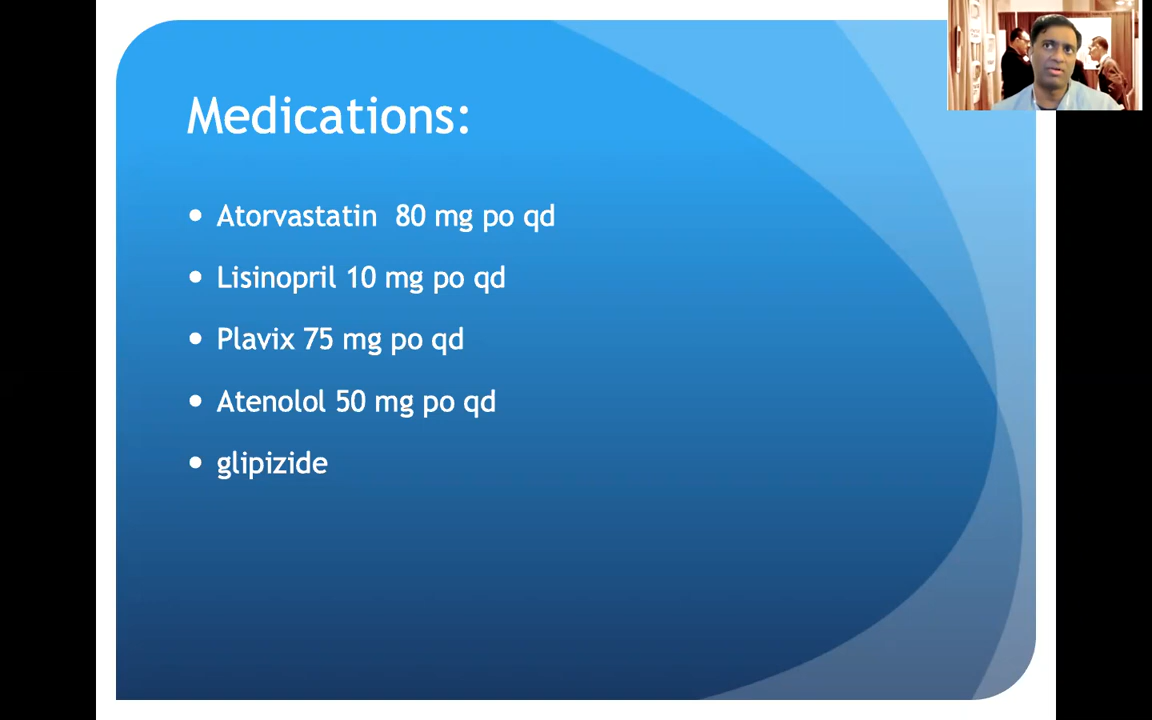 Medications:
Atorvastatin 80 mg po qd
Lisinopril 10 mg po qd
Plavix 75 mg po qd
Atenolol 50 mg po qd
glipizide